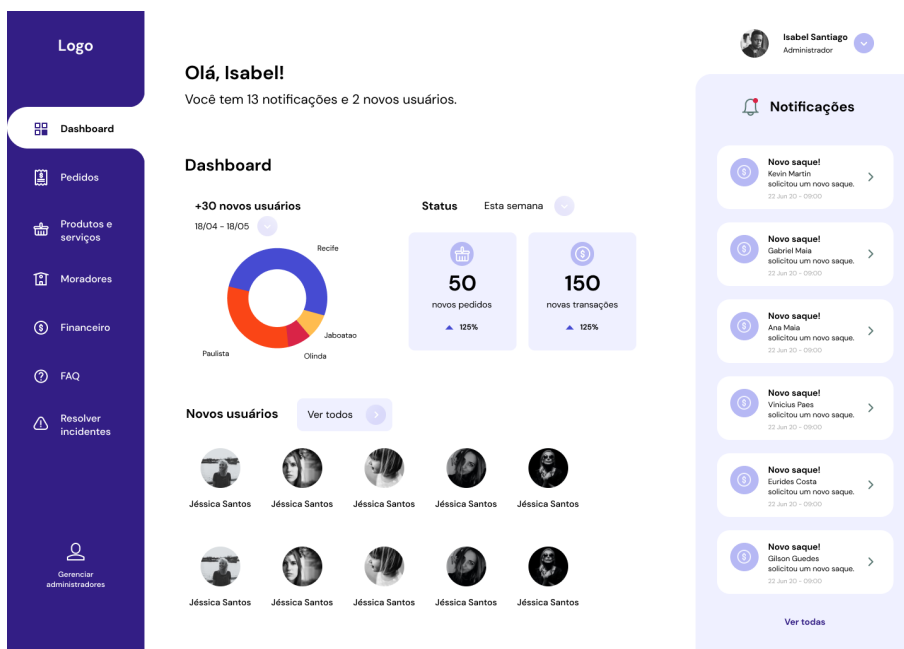 Logo
Dashboard
Pedidos
Produtos e
serviços
Moradores
Financeiro
FAQ
Resolver
incidentes
Gerenciar
administradores
Olá, Isabel!
Você tem 13 notificações e 2 novos usuários.
Dashboard
+30 novos usuários
18/04 - 18/05
Recife
Jaboatao
Olinda
Paulista
Status
Esta semana
50
novos pedidos
125%
150
novas transações
125%
Novos usuários
Ver todos
Jéssica Santos
Jéssica Santos
Jéssica Santos
Jéssica Santos
Jéssica Santos
Jéssica Santos
Jéssica Santos
Jéssica Santos
Jéssica Santos
Jéssica Santos
Isabel Santiago
Administrador
Notificações
Novo saque!
Kevin Martin
solicitou um novo saque.
22 Jun 20 - 09:00
Novo saque!
Gabriel Maia
solicitou um novo saque.
22 Jun 20 - 09:00
Novo saque!
Ana Maia
solicitou um novo saque.
22 Jun 20 - 09:00
Novo saque!
Vinicius Paes
solicitou um novo saque.
22 Jun 20 - 09:00
Novo saque!
Eurides Costa
solicitou um novo saque.
22 Jun 20 - 09:00
Novo saque!
Gilson Guedes
solicitou um novo saque.
22 Jun 20 - 09:00
Ver todas